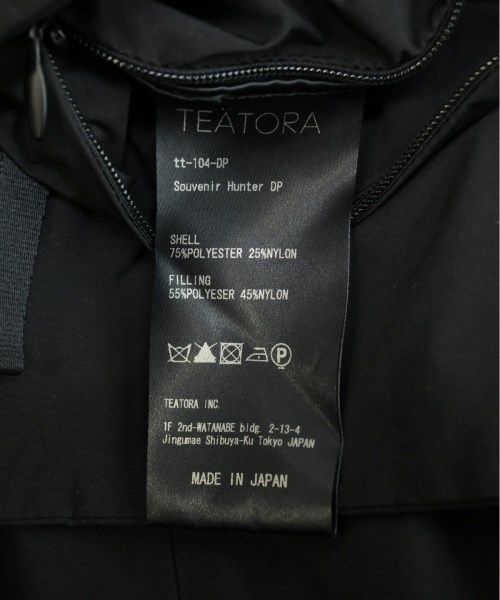 TEÄTORA
tt-104-DP
Souvenir Hunter DP
SHELL
75%POLYESTER 25%NYLON
FILLING
55%POLYESER 45%NYLON
P
TEATORA INC.
1F 2nd-WATANABE bldg. 2-13-4
Jingumae Shibuya-Ku Tokyo JAPAN
MADE IN JAPAN